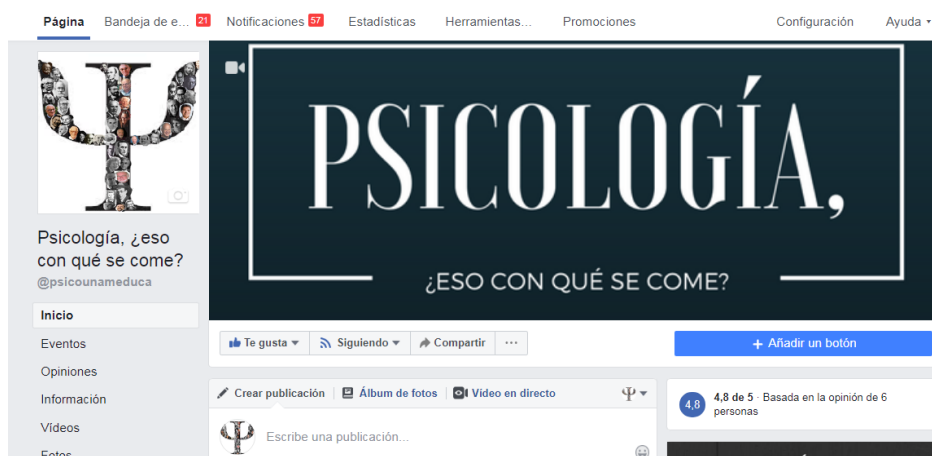 Página Bandeja de e... 21 Notificaciones 57 Estadísticas Herramientas... Promociones Configuración Ayuda
PSICOLOGÍA,
¿ESO CON QUÉ SE COME?
Psicología, ¿eso
con qué se come?
@psicounameduca
Inicio
Eventos
Opiniones
Información
Vídeos
Fotos
Te gusta Siguiendo Compartir ...
+ Añadir un botón
Crear publicación Álbum de fotos Vídeo en directo
Escribe una publicación...
4,8
4,8 de 5 · Basada en la opinión de 6
personas